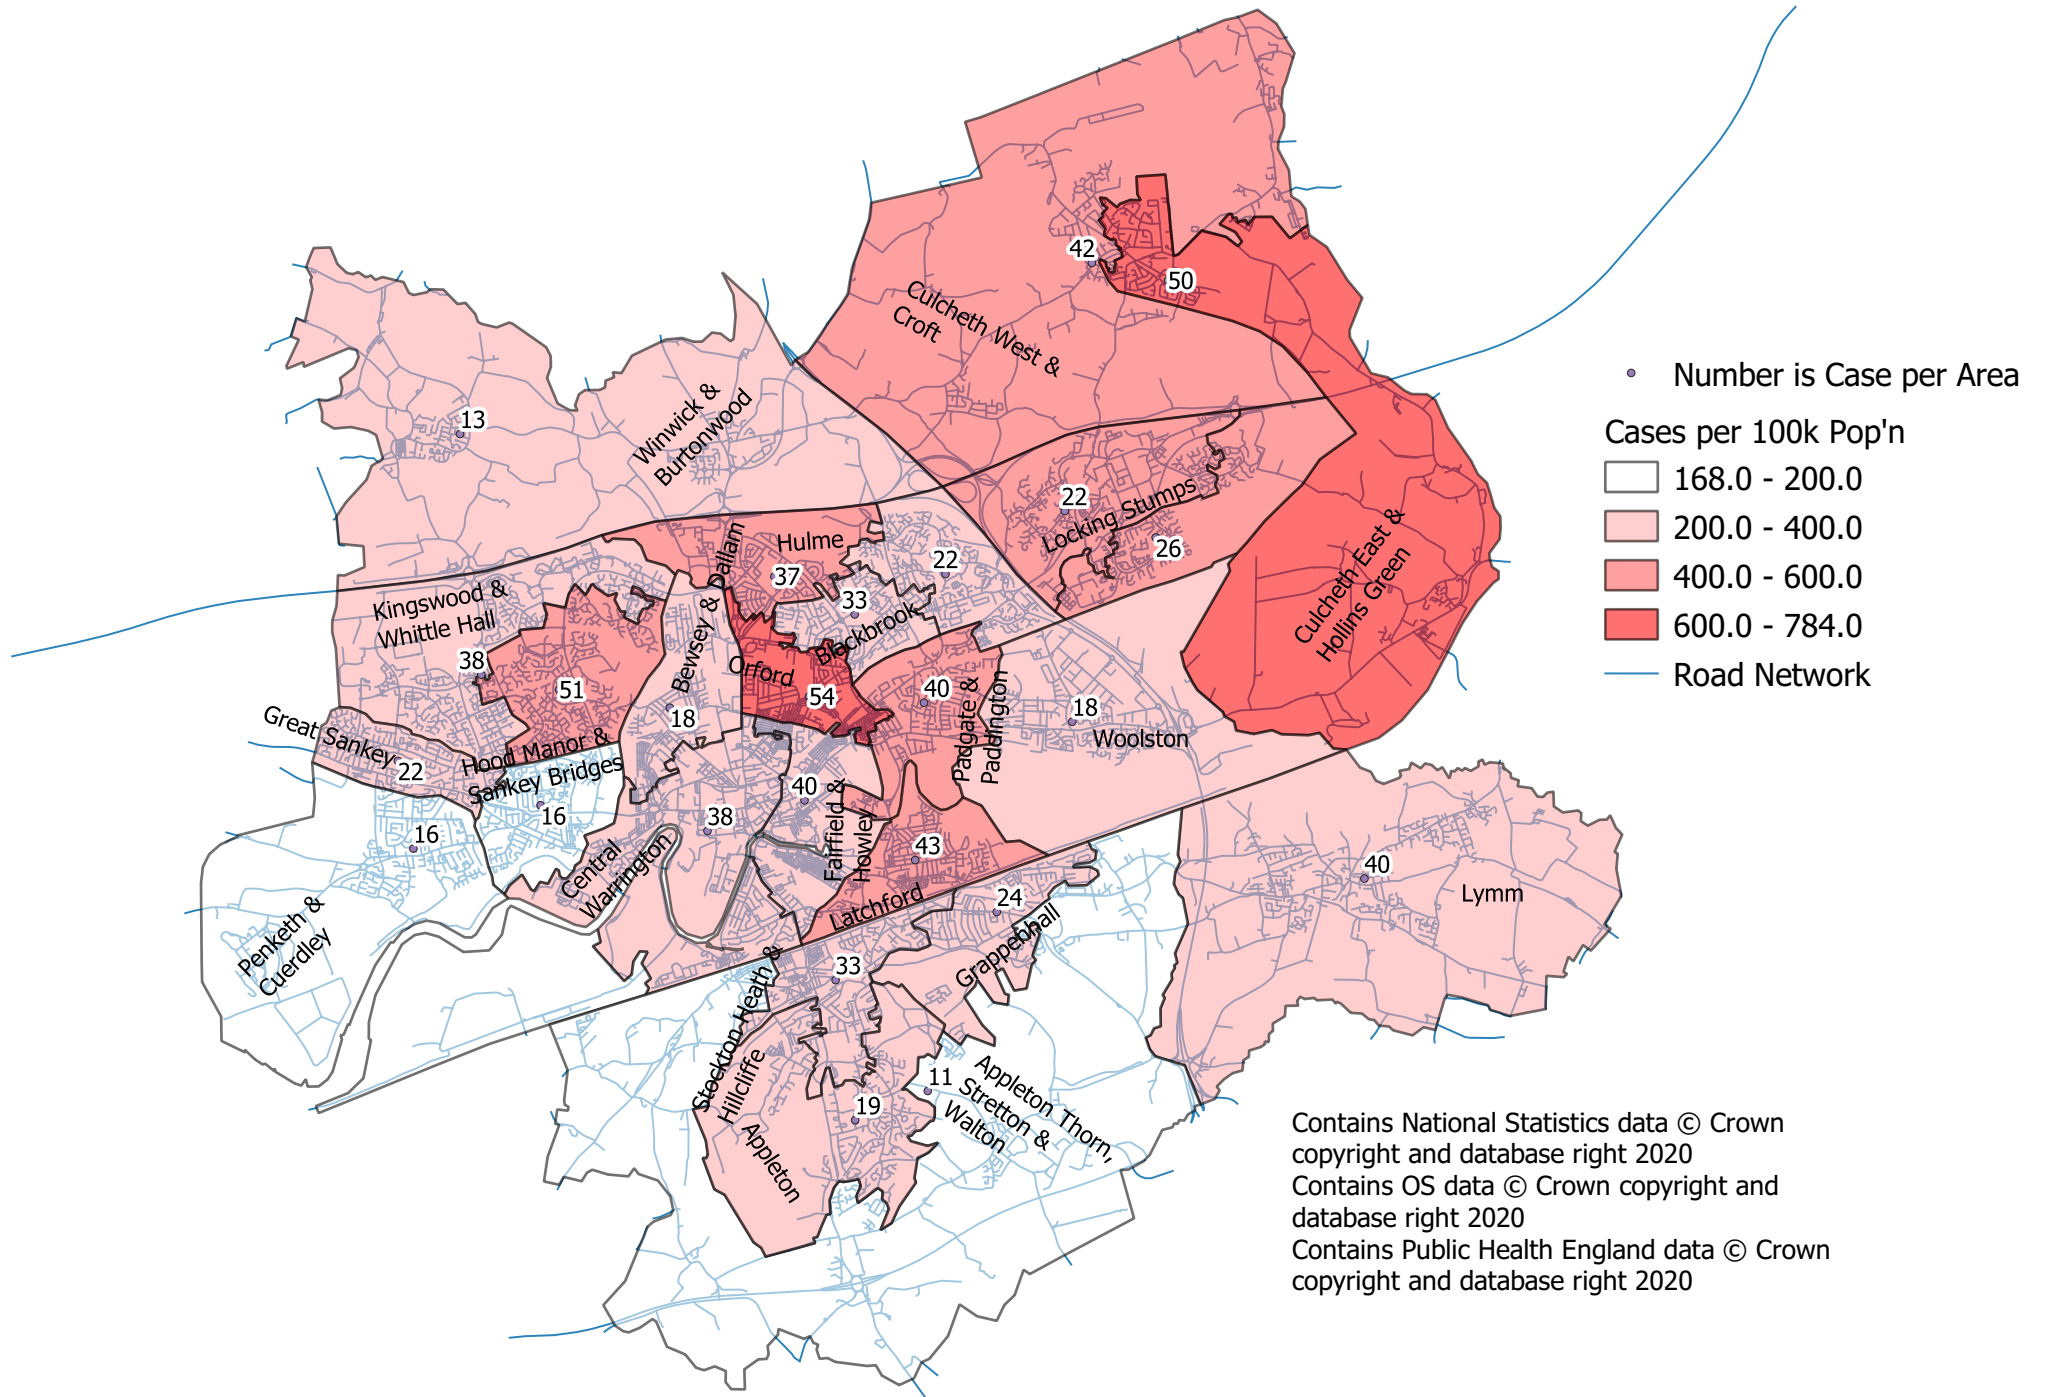 42
50
Culcheth West &
Croft
Number is Case per Area
Cases per 100k Pop'n
168.0 - 200.0
200.0 - 400.0
400.0 - 600.0
600.0 - 784.0
Road Network
13
Winwick &
Burtonwood
22
Locking Stumps
26
Culcheth East &
Hollins Green
Hulme
37
22
33
Blackbrook
Bewsey & Dallam
Kingswood &
Whittle Hall
38
51
Orford
54
40
Padgate &
Paddington
18
18
Woolston
Great Sankey
22
Hood Manor &
Sankey Bridges
16
16
38
40
Fairfield &
Howley
Central
Warrington
43
Latchford
40
Lymm
24
Grappenhall
Penketh &
Cuerdley
33
Stockton Heath &
Hillcliffe
11
Appleton Thorn,
Stretton &
Walton
19
Appleton
Contains National Statistics data © Crown
copyright and database right 2020
Contains OS data © Crown copyright and
database right 2020
Contains Public Health England data © Crown
copyright and database right 2020